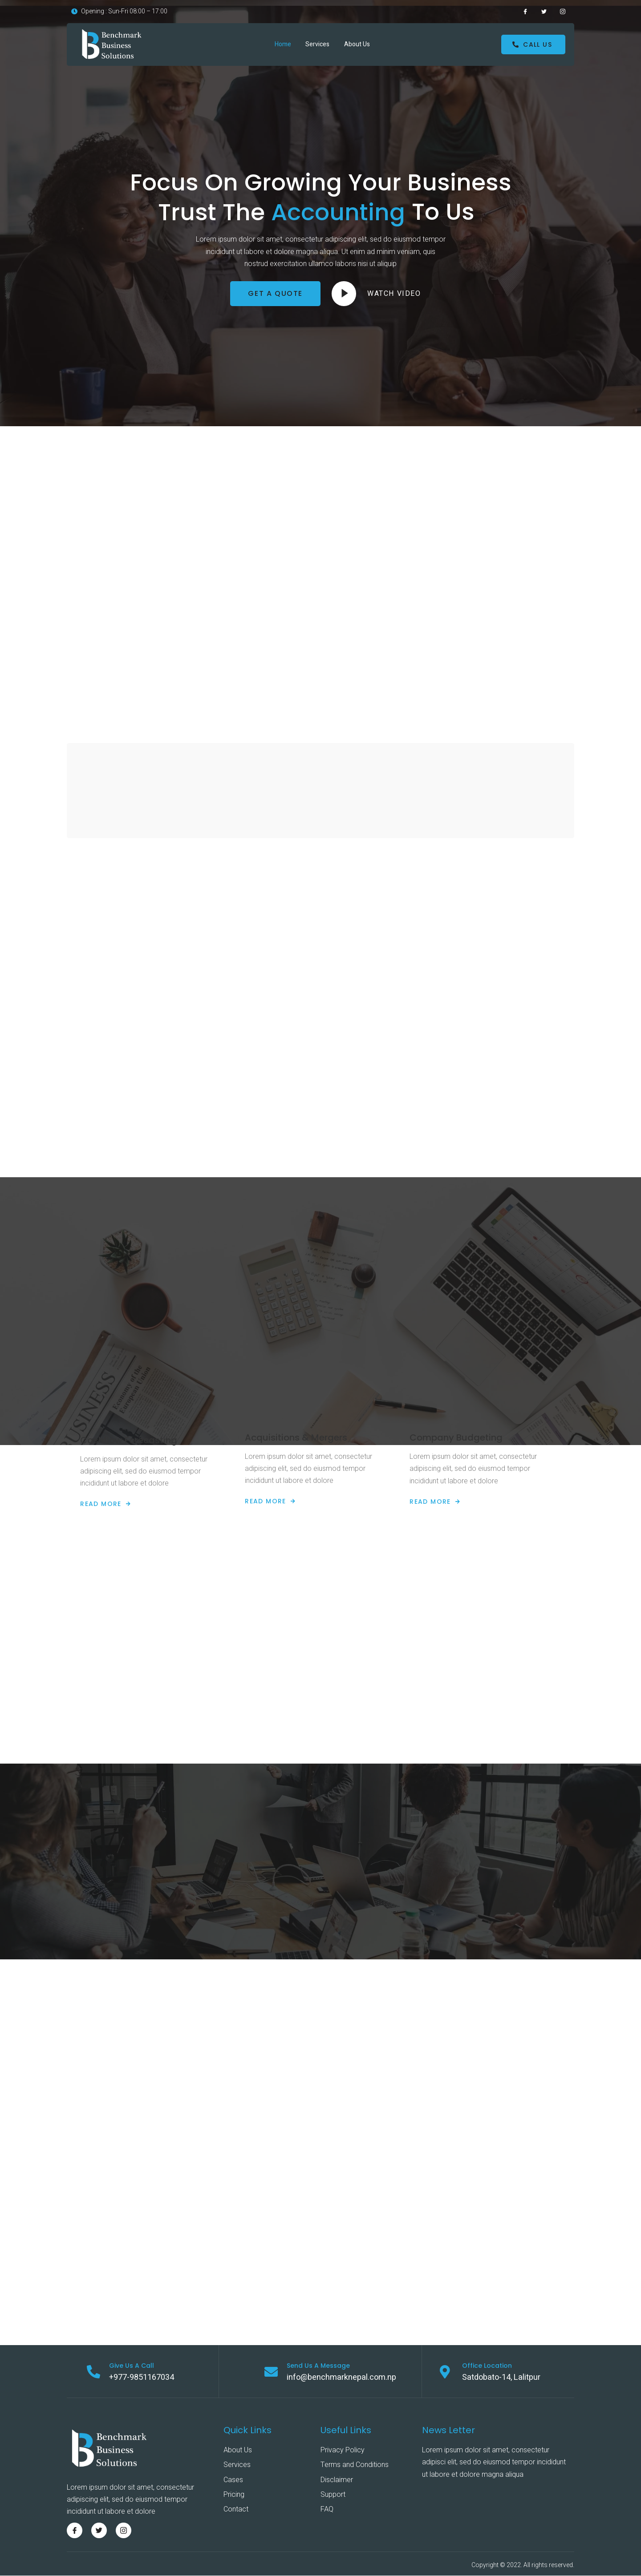 Opening : Sun-Fri 08:00 – 17:00
Benchmark
Business
Solutions
Home
Services
About Us
CALL US
Focus On Growing Your Business
Trust The Accounting To Us
Lorem ipsum dolor sit amet, consectetur adipiscing elit, sed do eiusmod tempor
incididunt ut labore et dolore magna aliqua. Ut enim ad minim veniam, quis
nostrud exercitation ullamco laboris nisi ut aliquip
GET A QUOTE
WATCH VIDEO
BUSINESS
Acquisitions
Company Budgeting
Lorem ipsum dolor sit amet, consectetur
adipiscing elit, sed do eiusmod tempor
incididunt ut labore et dolore
READ MORE
Lorem ipsum dolor sit amet, consectetur
adipiscing elit, sed do eiusmod tempor
incididunt ut labore et dolore
READ MORE
Lorem ipsum dolor sit amet, consectetur
adipiscing elit, sed do eiusmod tempor
incididunt ut labore et dolore
READ MORE
Give Us A Call
+977-9851167034
Send Us A Message
info@benchmarknepal.com.np
Office Location
Satdobato-14, Lalitpur
Benchmark
Business
Solutions
Lorem ipsum dolor sit amet, consectetur
adipiscing elit, sed do eiusmod tempor
incididunt ut labore et dolore
Quick Links
About Us
Services
Cases
Pricing
Contact
Useful Links
Privacy Policy
Terms and Conditions
Disclaimer
Support
FAQ
News Letter
Lorem ipsum dolor sit amet, consectetur
adipisci elit, sed do eiusmod tempor incididunt
ut labore et dolore magna aliqua
Copyright © 2022. All rights reserved.